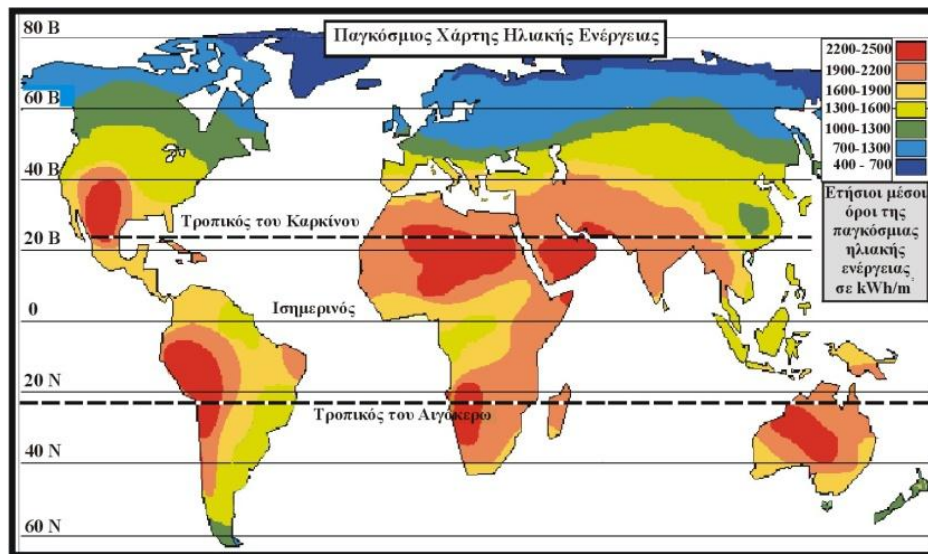 80 Β
Παγκόσμιος Χάρτης Ηλιακής Ενέργειας
2200-2500
1900-2200
1600-1900
1300-1600
1000-1300
700-1300
400 - 700
60 Β
40 Β
Ετήσιοι μέσοι
όροι της
παγκόσμιας
ηλιακής
ενέργειας
σε kWh/m²
Τροπικός του Καρκίνου
20 Β
Ισημερινός
0
20 Ν
Τροπικός του Αιγόκερω
40 Ν
60 Ν